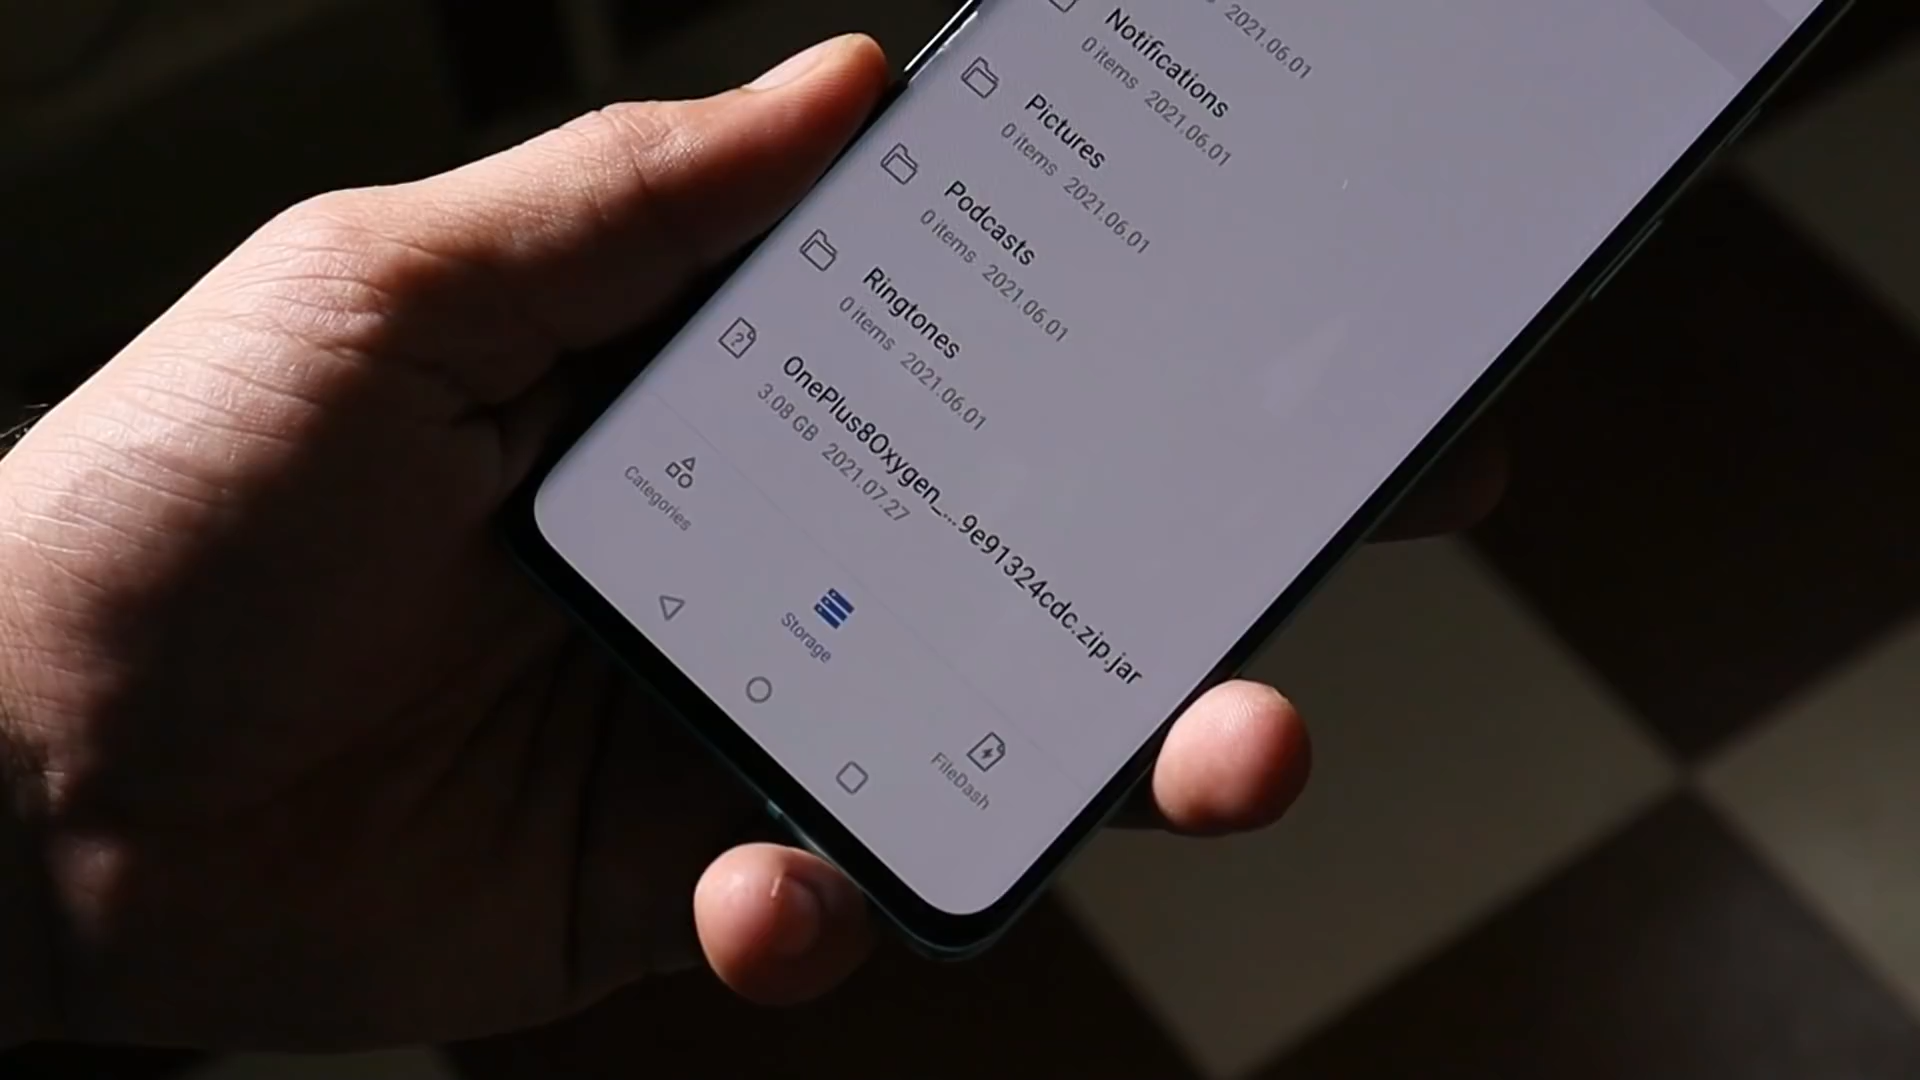 2021.06.01
Notifications
0 items 2021.06.01
Pictures
0 items 2021.06.01
Podcasts
0 items 2021.06.01
Ringtones
0 items 2021.06.01
OnePlus8Oxygen_...9e91324cdc.zip.jar
3.08 GB 2021.07.27
Categories
Storage
FileDash